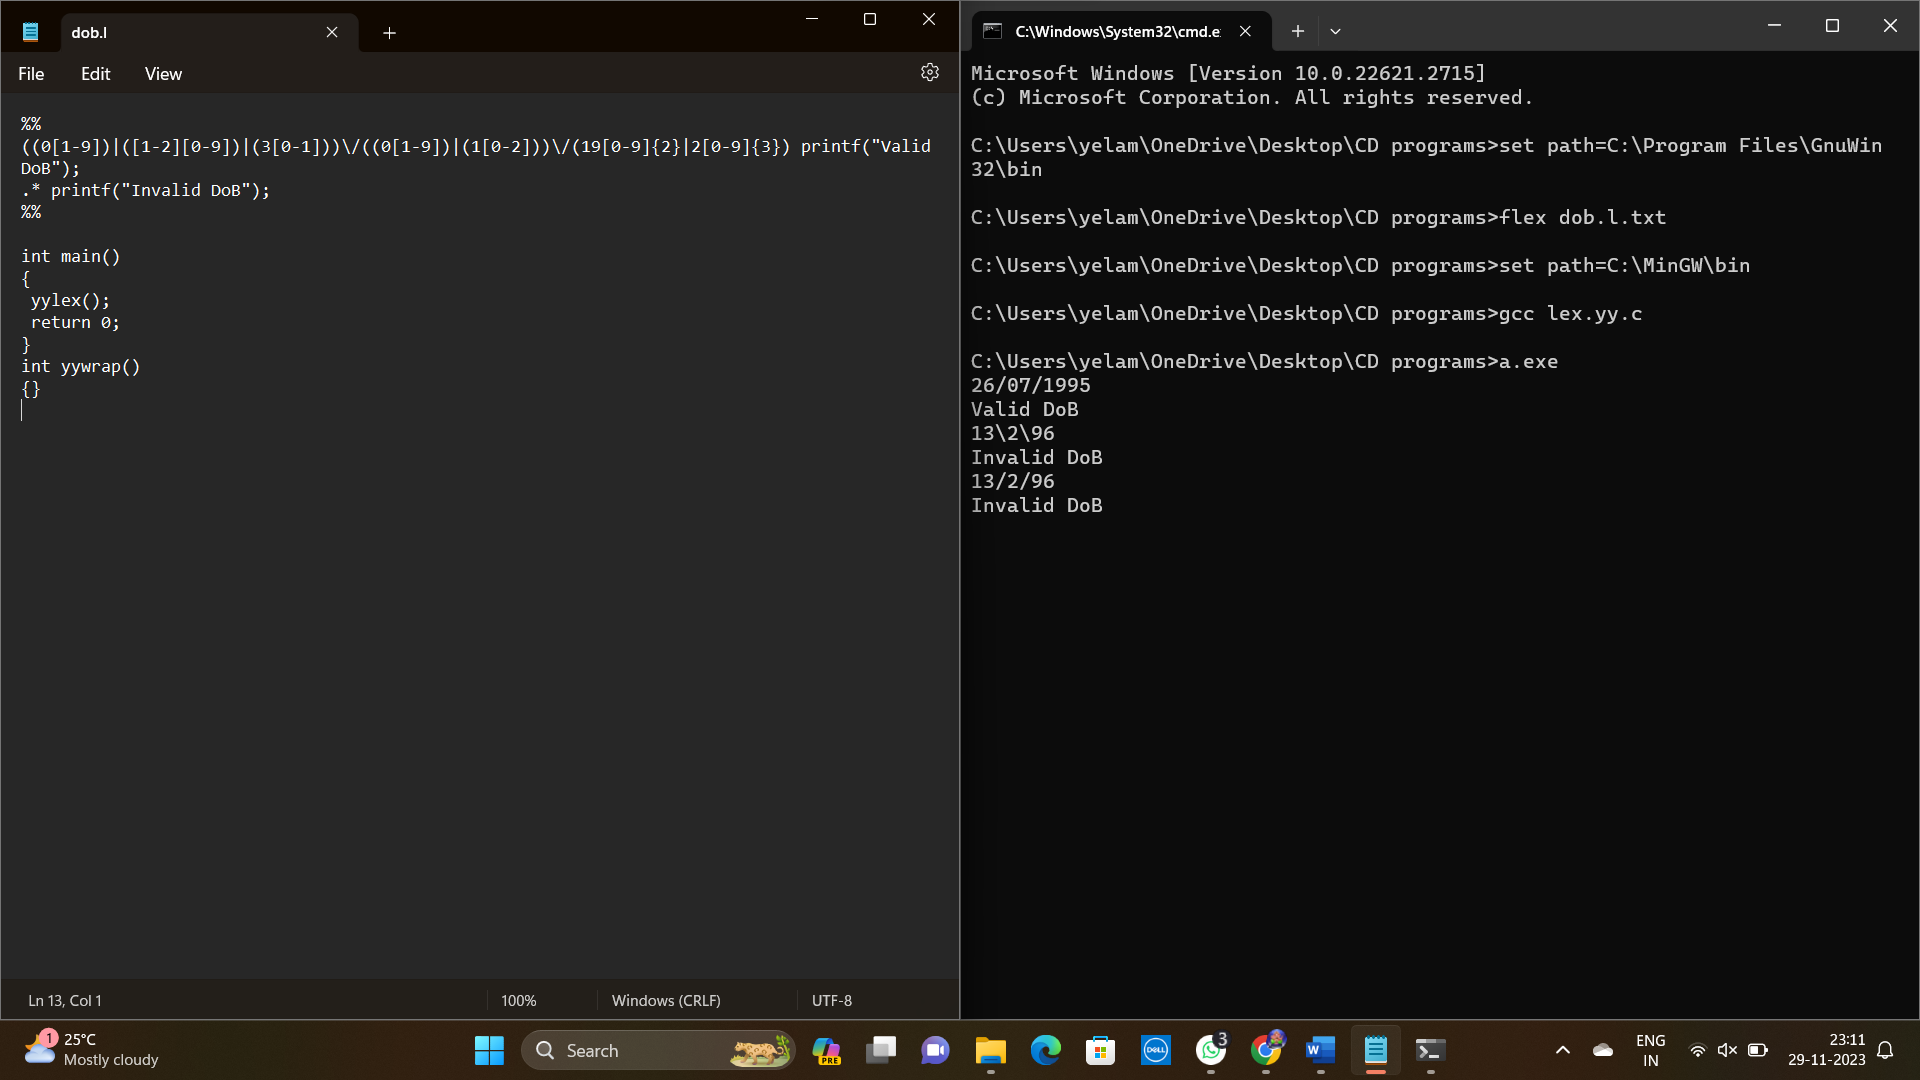 dob.l
File Edit View
%%
((0[1-9])|([1-2][0-9])|(3[0-1]))\/((0[1-9])|(1[0-2]))\/(19[0-9]{2}|2[0-9]{3}) printf("Valid
DoB");
.* printf("Invalid DoB");
%%
int main()
{
yylex();
return 0;
}
int yywrap()
{}
Ln 13, Col 1 100% Windows (CRLF) UTF-8
C:\Windows\System32\cmd.e
Microsoft Windows [Version 10.0.22621.2715]
(c) Microsoft Corporation. All rights reserved.
C:\Users\yelam\OneDrive\Desktop\CD programs>set path=C:\Program Files\GnuWin
32\bin
C:\Users\yelam\OneDrive\Desktop\CD programs>flex dob.l.txt
C:\Users\yelam\OneDrive\Desktop\CD programs>set path=C:\MinGW\bin
C:\Users\yelam\OneDrive\Desktop\CD programs>gcc lex.yy.c
C:\Users\yelam\OneDrive\Desktop\CD programs>a.exe
26/07/1995
Valid DoB
13\2\96
Invalid DoB
13/2/96
Invalid DoB
1
25°C
Mostly cloudy
Search
PRE
DELL
3
W
ENG
IN
23:11
29-11-2023